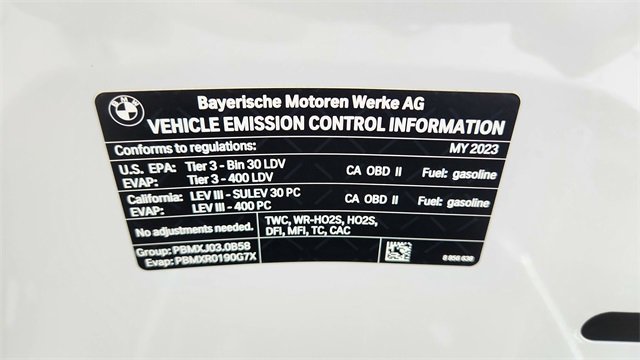 BMW
Bayerische Motoren Werke AG
VEHICLE EMISSION CONTROL INFORMATION
Conforms to regulations: MY 2023
U.S. EPA: Tier 3 - Bin 30 LDV CA OBD II Fuel: gasoline
EVAP: Tier 3 - 400 LDV
California: LEV III - SULEV 30 PC CA OBD II Fuel: gasoline
EVAP: LEV III - 400 PC
No adjustments needed. TWC, WR-HO2S, HO2S,
DFI, MFI, TC, CAC
Group: PBMXJ03.0B58
Evap: PBMXR0190G7X 8 856 638